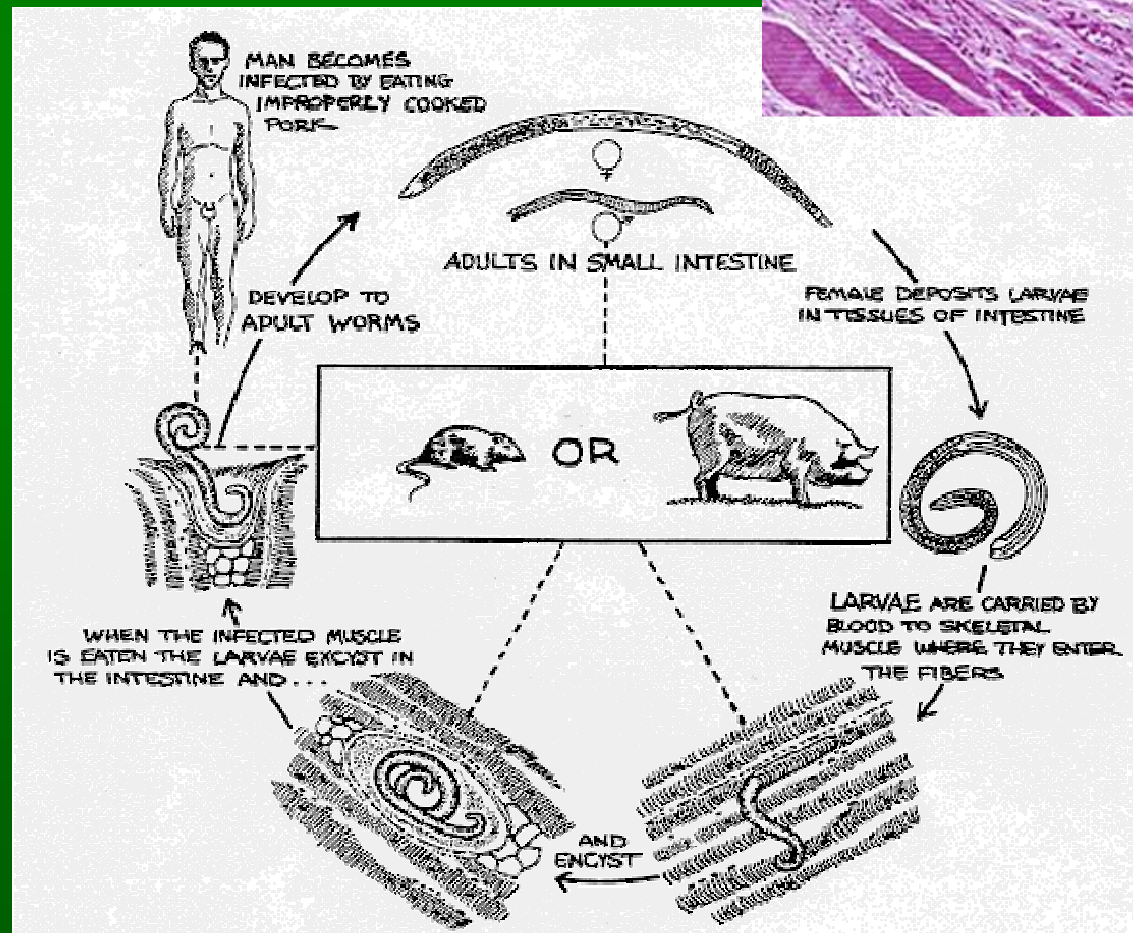 MAN BECOMES
INFECTED BY EATING
IMPROPERLY COOKED
PORK
ADULTS IN SMALL INTESTINE
DEVELOP TO
ADULT WORMS
FEMALE DEPOSITS LARVAE
IN TISSUES OF INTESTINE
OR
LARVAE ARE CARRIED BY
BLOOD TO SKELETAL
MUSCLE WHERE THEY ENTER
THE FIBERS
WHEN THE INFECTED MUSCLE
IS EATEN THE LARVAE EXCYST IN
THE INTESTINE AND...
AND
ENCYST